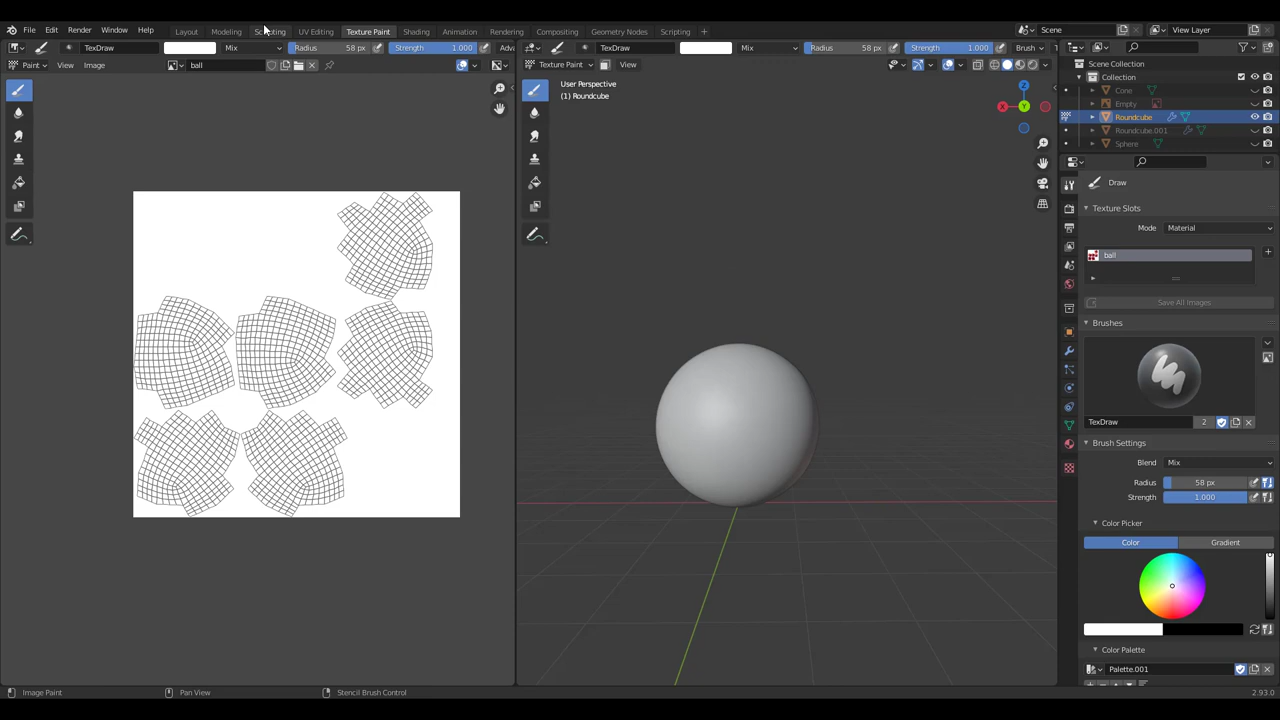 File Edit Render Window Help Layout Modeling Sculpting UV Editing Texture Paint Shading Animation Rendering Compositing Geometry Nodes Scripting + Scene View Layer
TexDraw Mix Radius 58 px Strength 1.000 Adv TexDraw Mix Radius 58 px Strength 1.000 Brush
Paint View Image ball Texture Paint View
User Perspective
(1) Roundcube
Scene Collection
Collection
Cone
Empty
Roundcube
Roundcube.001
Sphere
Draw
Texture Slots
Mode Material
ball
Save All Images
Brushes
TexDraw 2
Brush Settings
Blend Mix
Radius 58 px
Strength 1.000
Color Picker
Color Gradient
Color Palette
Palette.001
X Y Z
Image Paint Pan View Stencil Brush Control 2.93.0